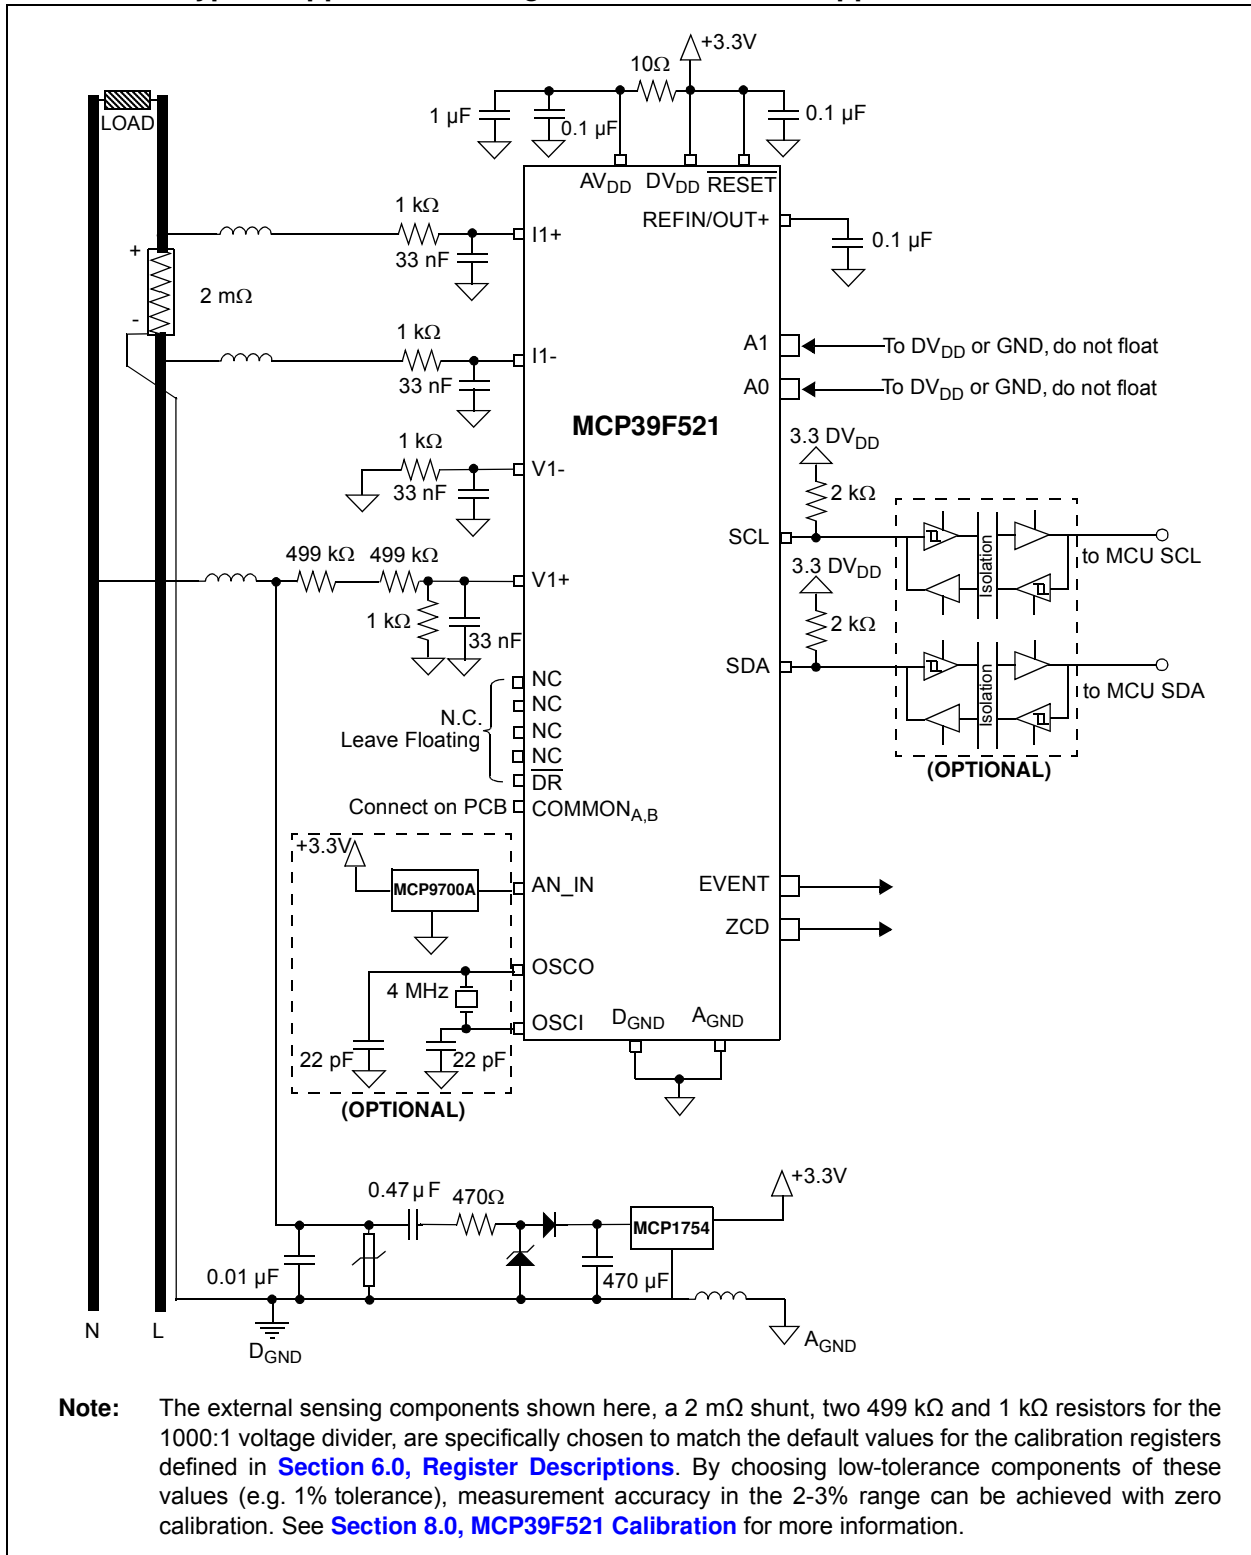 +3.3V
10Ω
1 µF
0.1 µF
0.1 µF
LOAD
AVDD DVDD RESET
REFIN/OUT+
0.1 µF
1 kΩ
I1+
33 nF
+
2 mΩ
-
1 kΩ
I1-
33 nF
A1
To DVDD or GND, do not float
A0
To DVDD or GND, do not float
MCP39F521
1 kΩ
V1-
33 nF
3.3 DVDD
2 kΩ
SCL
Isolation
to MCU SCL
499 kΩ 499 kΩ
V1+
1 kΩ
33 nF
3.3 DVDD
2 kΩ
SDA
Isolation
to MCU SDA
(OPTIONAL)
NC
NC
N.C.
Leave Floating
NC
NC
DR
Connect on PCB
COMMONA,B
+3.3V
MCP9700A
AN_IN
EVENT
ZCD
OSCO
4 MHz
OSCI
22 pF
22 pF
(OPTIONAL)
DGND
AGND
0.47µF
470Ω
+3.3V
MCP1754
0.01 µF
470 µF
N
L
DGND
AGND
Note: The external sensing components shown here, a 2 mΩ shunt, two 499 kΩ and 1 kΩ resistors for the
1000:1 voltage divider, are specifically chosen to match the default values for the calibration registers
defined in Section 6.0, Register Descriptions. By choosing low-tolerance components of these
values (e.g. 1% tolerance), measurement accuracy in the 2-3% range can be achieved with zero
calibration. See Section 8.0, MCP39F521 Calibration for more information.